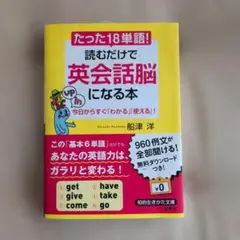 たった18単語!
読むだけで
英会話脳
になる本
up
今日からすぐ「わかる」「使える」!
船津 洋
この「基本6単語」だけでも、
あなたの英語力は、
ガラリと変わる!
get
give
come
have
take
go
960例文が
全部聞ける!
無料ダウンロード
つき!
¥0
知的生きかた文庫